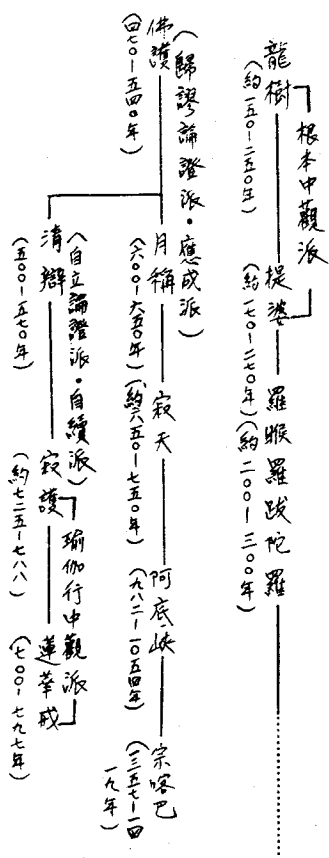 根本中觀派
龍樹
(約一五〇—二五〇年)
提婆
(約一七〇—二七〇年)
羅睺羅跋陀羅
(約二〇〇—三〇〇年)
(歸謬論證派・應成派)
佛護
(四七〇—五四〇年)
月稱
(六〇〇—六五〇年)
寂天
(約六五〇—七五〇年)
阿底峽
(九八二—一〇五四年)
宗喀巴
(一三五七—一四
一九年)
(自立論證派・自續派)
清辯
(五〇〇—五七〇年)
瑜伽行中觀派
寂護
(約七二五—七八八)
蓮華戒
(七〇〇—七九七年)